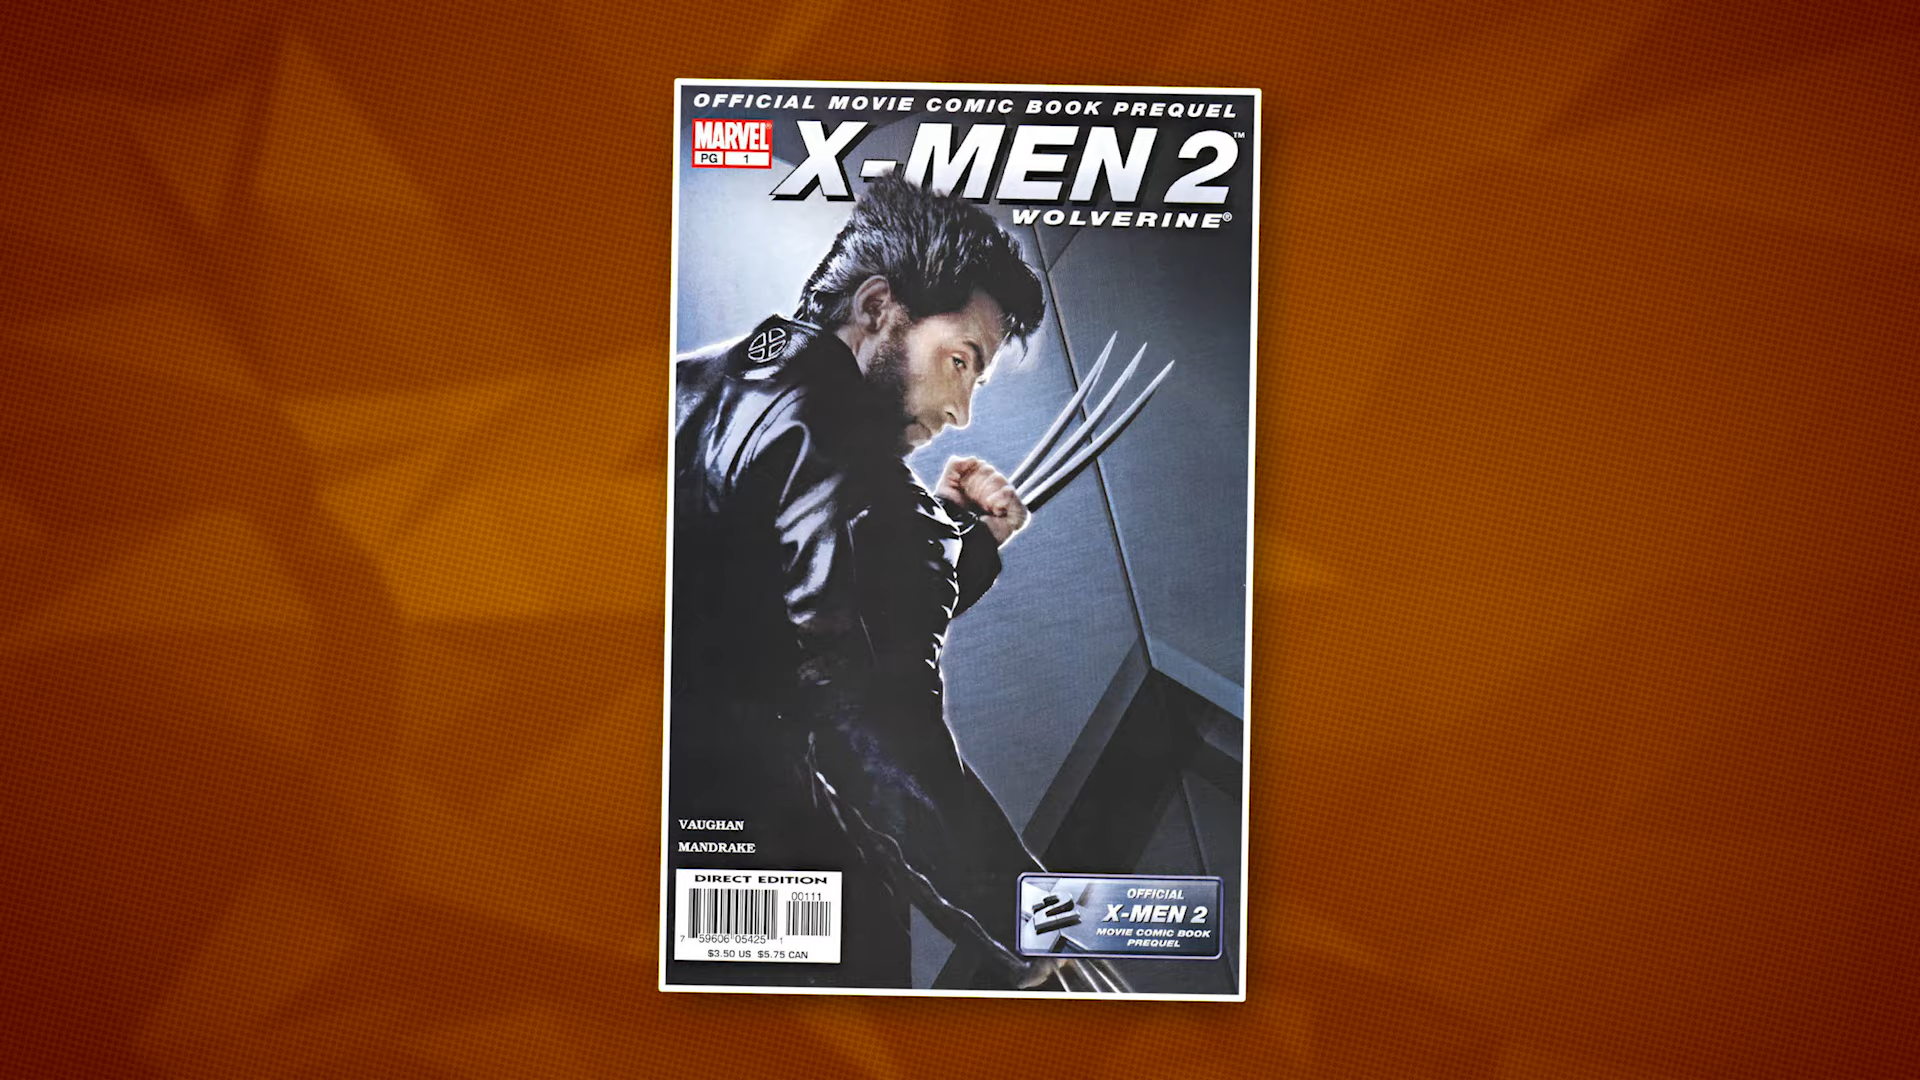 OFFICIAL MOVIE COMIC BOOK PREQUEL
MARVEL
PG 1
X-MEN 2™
WOLVERINE®
VAUGHAN
MANDRAKE
DIRECT EDITION
00111
7 59606 05425 1
$3.50 US $5.75 CAN
2
OFFICIAL
X-MEN 2
MOVIE COMIC BOOK
PREQUEL